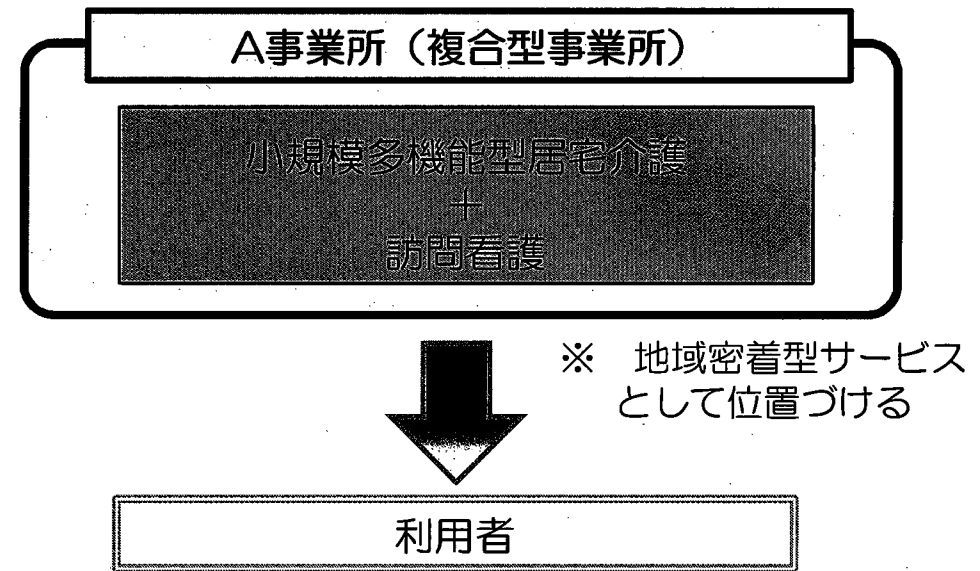 A事業所（複合型事業所）
小規模多機能型居宅介護
＋
訪問看護
※　地域密着型サービス
として位置づける
利用者